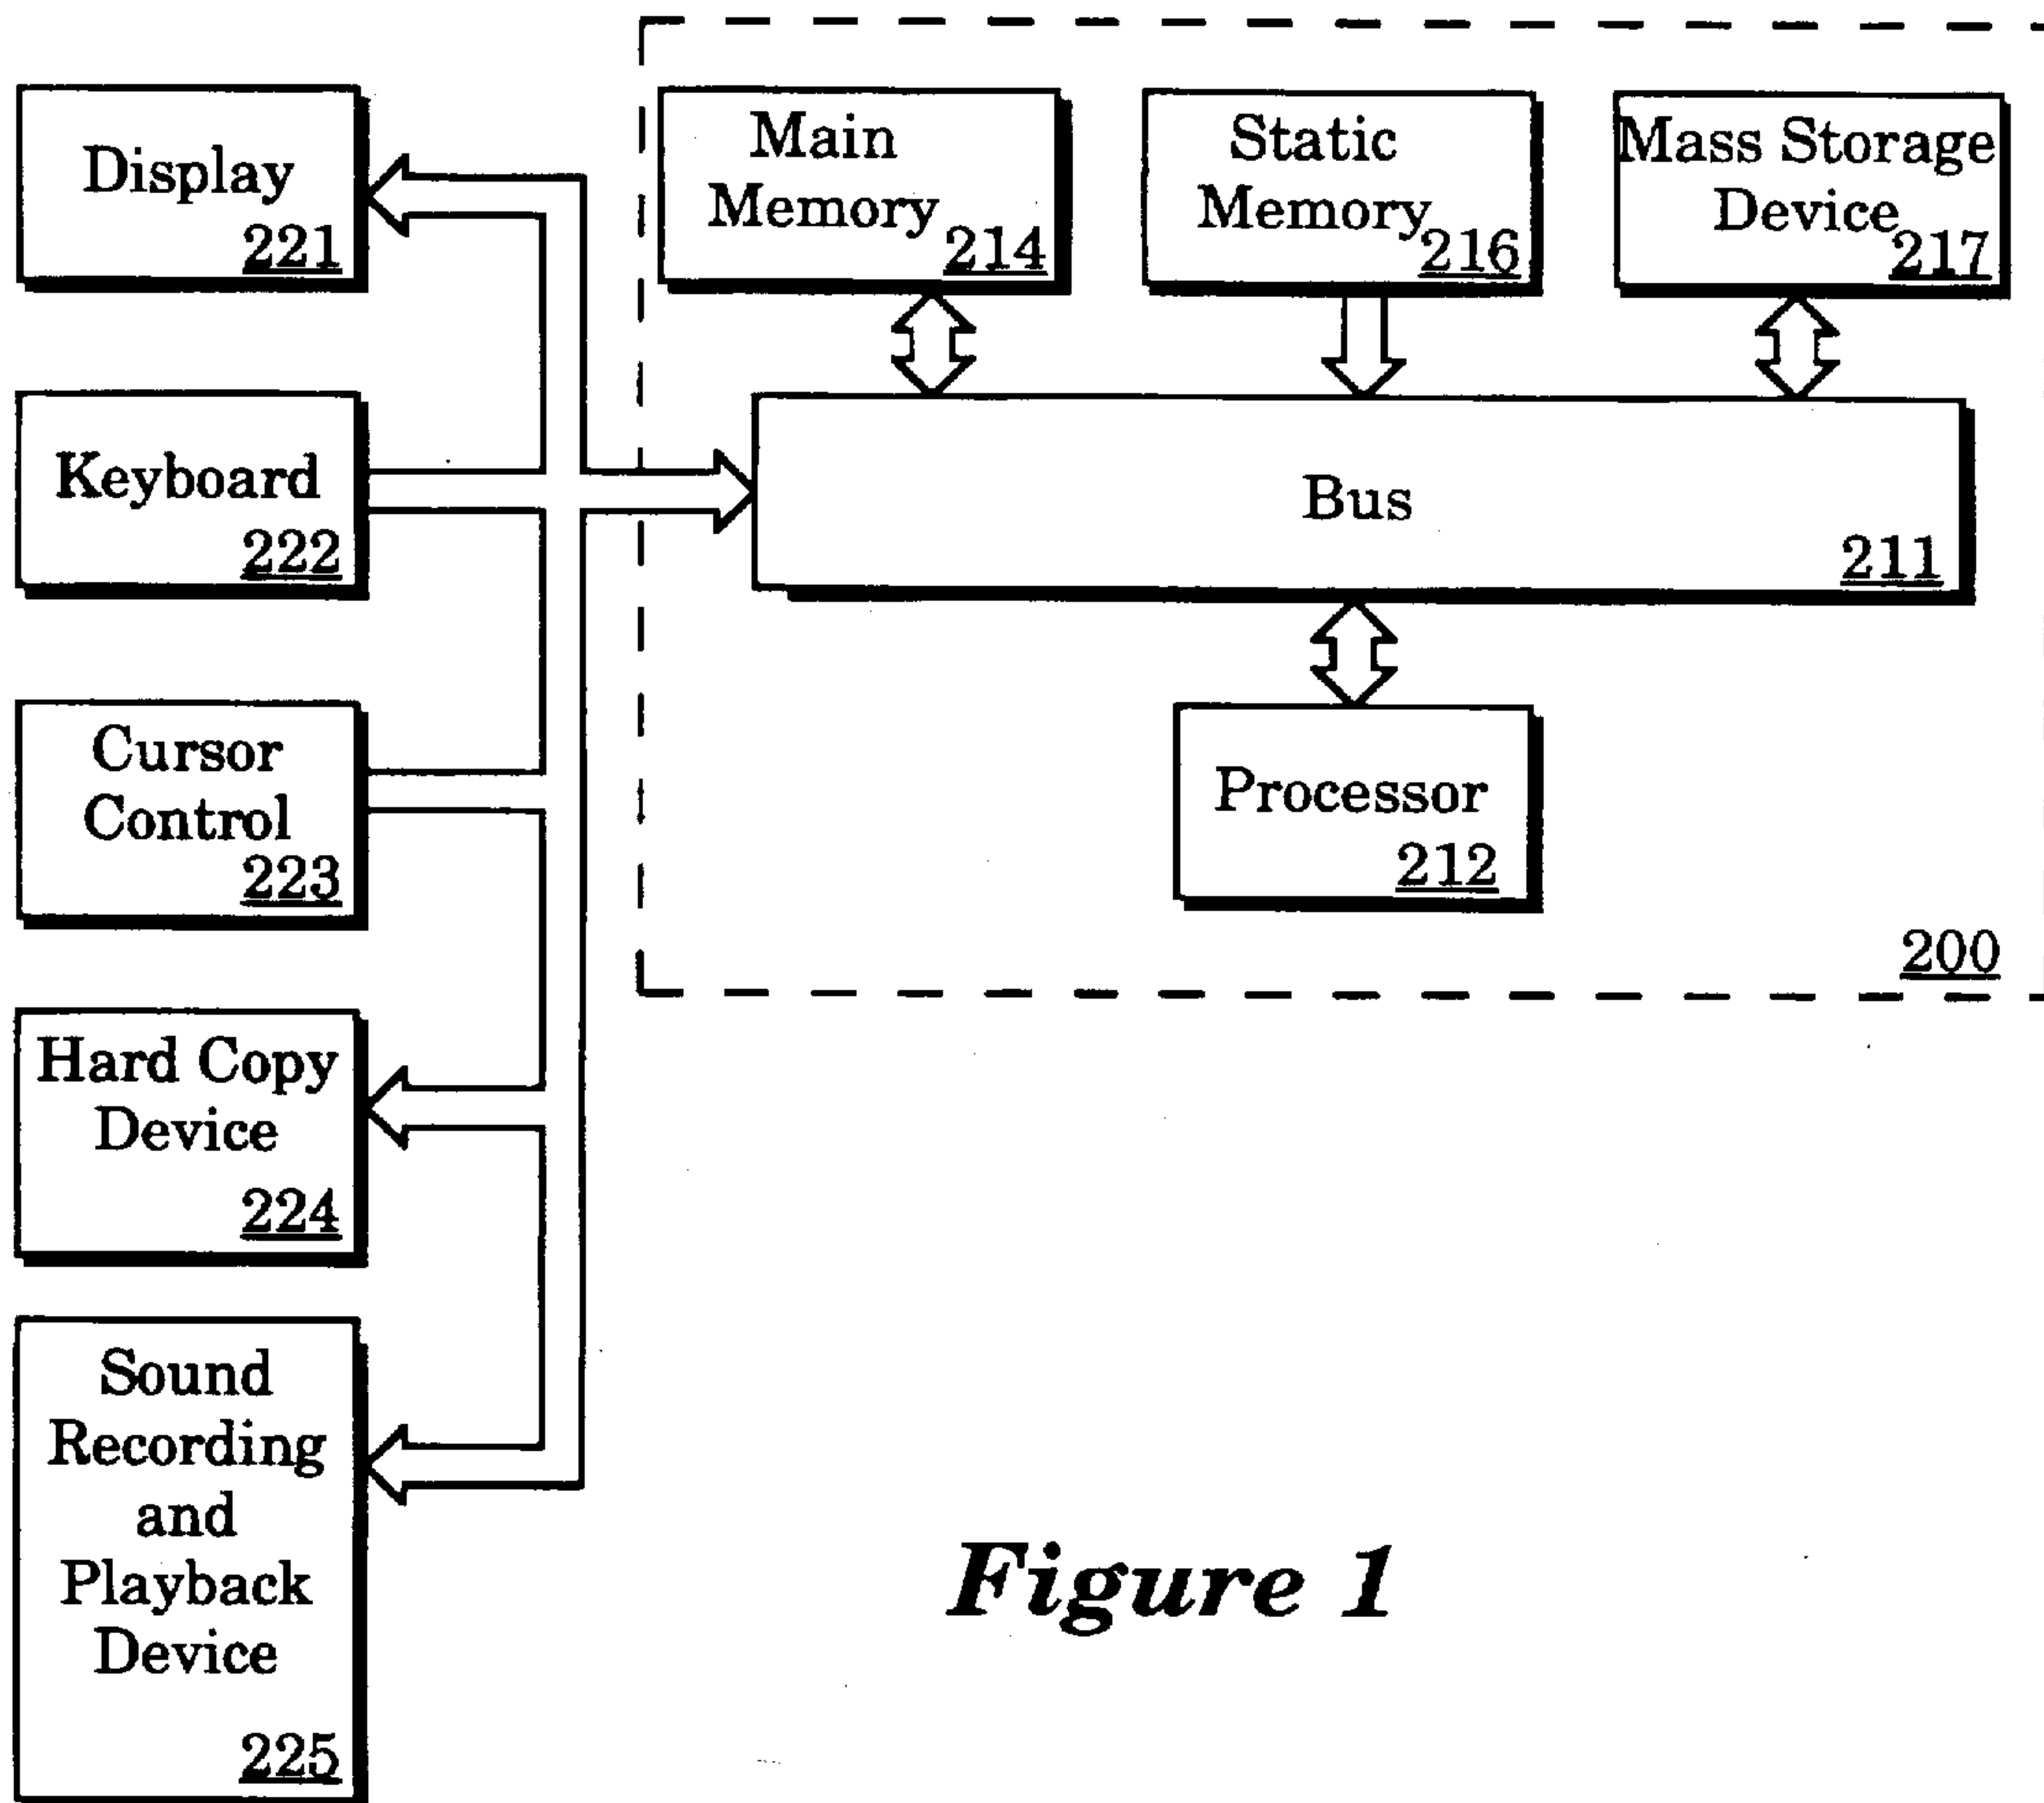 Display
221
Keyboard
222
Cursor
Control
223
Hard Copy
Device
224
Sound
Recording
and
Playback
Device
225
Main
Memory
214
Static
Memory
216
Mass Storage
Device
217
Bus
211
Processor
212
200
Figure 1